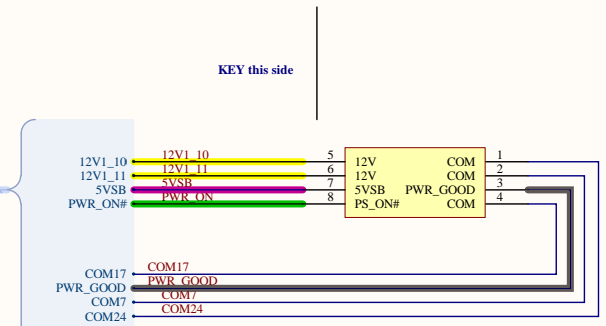 KEY this side
12V1_10 12V1_10 5 12V COM 1
12V1_11 12V1_11 6 12V COM 2
5VSB 5VSB 7 5VSB PWR_GOOD 3
PWR_ON# PWR_ON 8 PS_ON# COM 4
COM17 COM17
PWR_GOOD PWR_GOOD
COM7 COM7
COM24 COM24